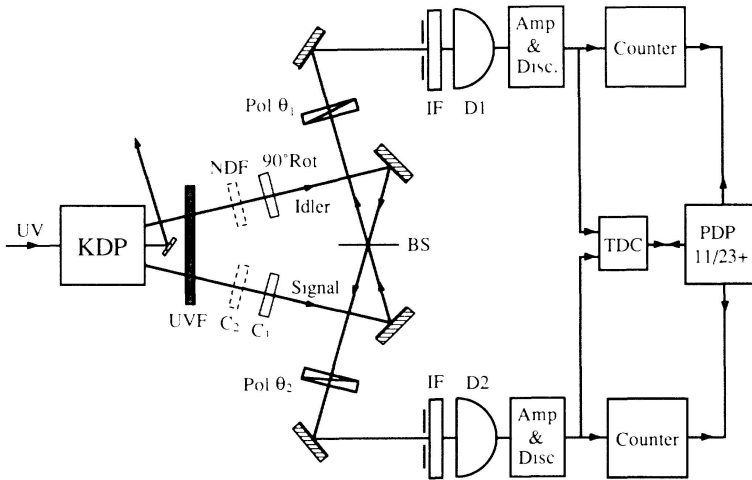 Amp
&
Disc.
Counter
IF
D1
Pol θ₁
90°Rot
NDF
Idler
UV
KDP
BS
TDC
PDP
11/23+
Signal
UVF
C₂
C₁
Pol θ₂
IF
D2
Amp
&
Disc
Counter